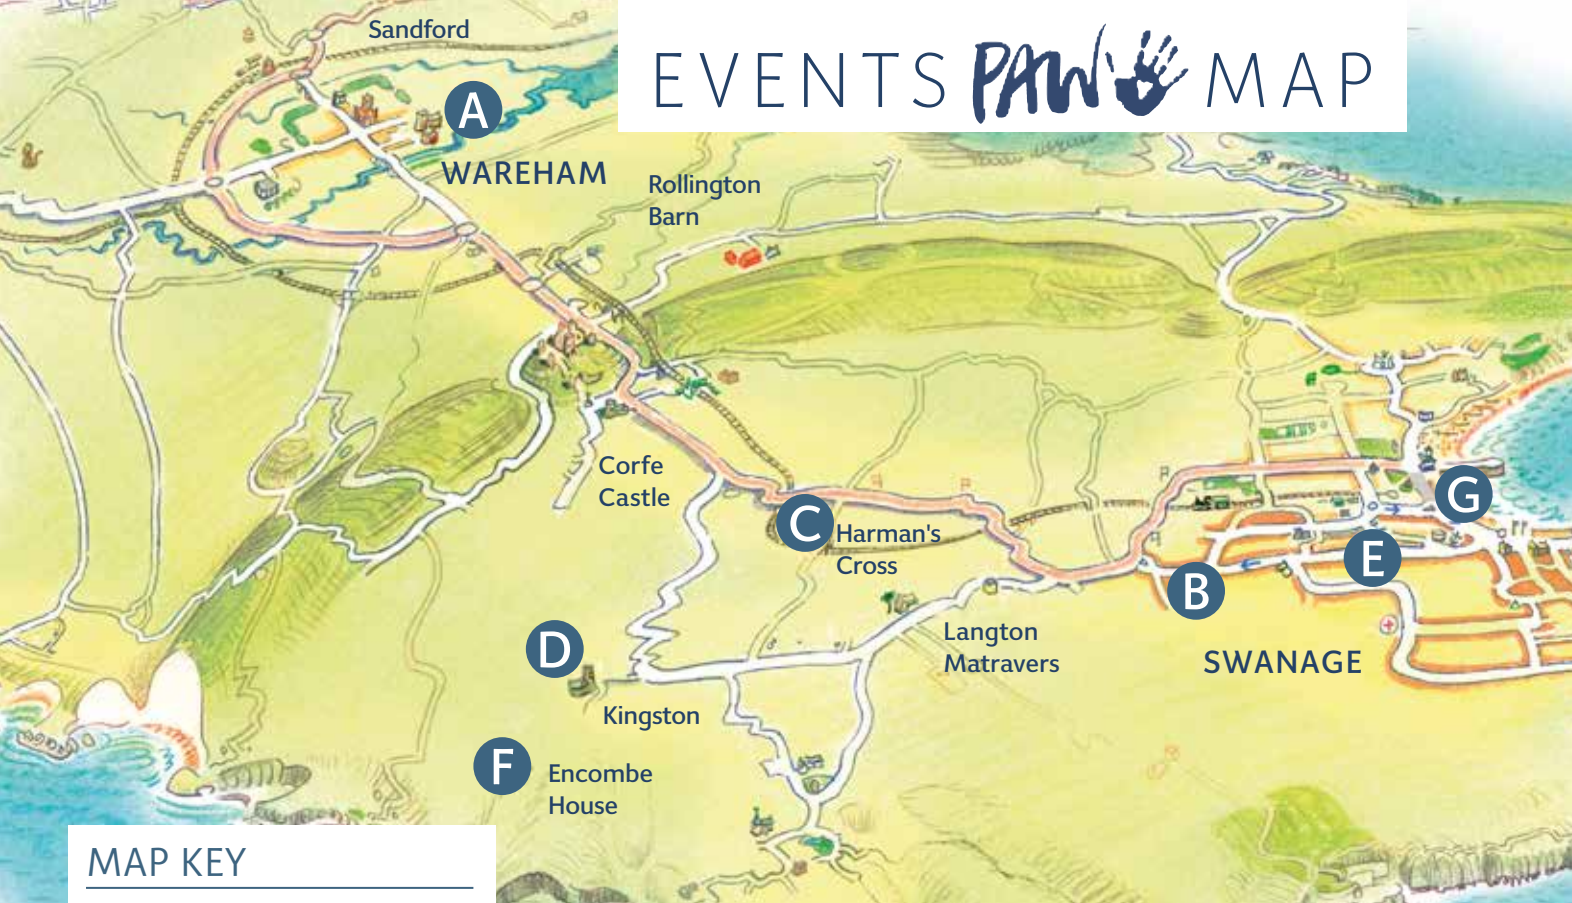 EVENTS PAW MAP
Sandford
A
WAREHAM
Rollington
Barn
Corfe
Castle
C
Harman's
Cross
G
E
B
SWANAGE
Langton
Matravers
D
Kingston
F
Encombe
House
MAP KEY